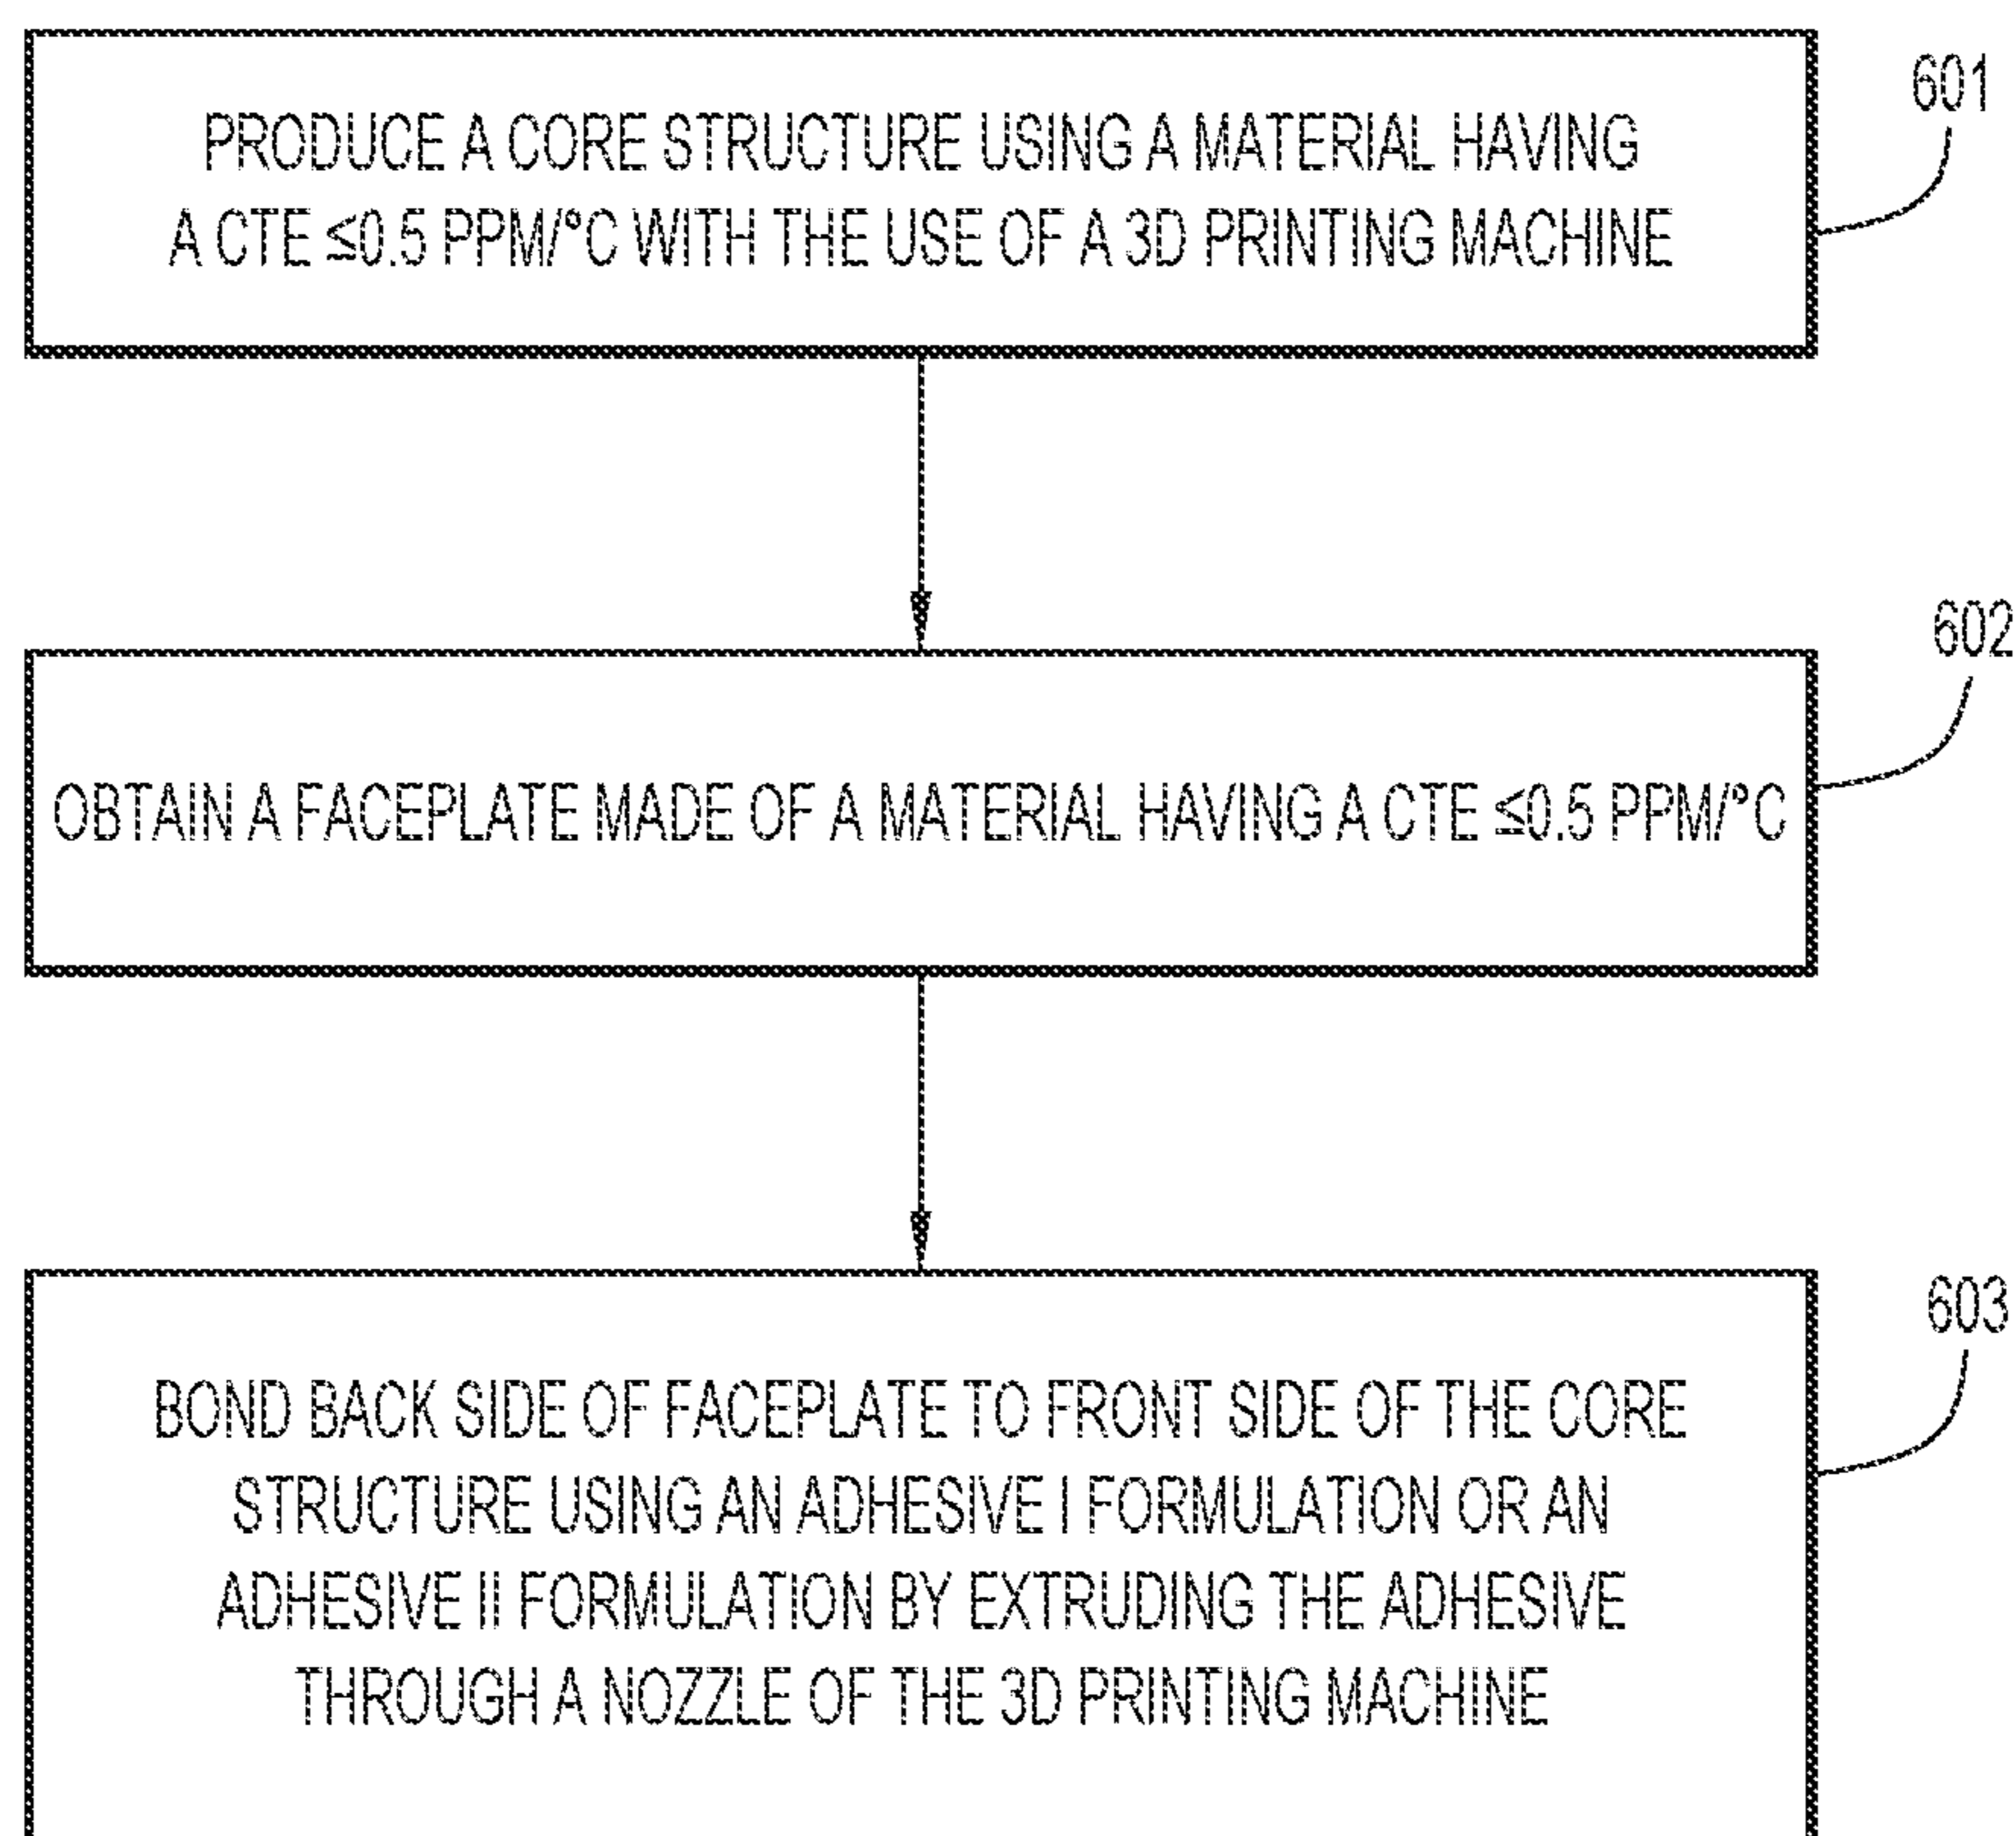 601
PRODUCE A CORE STRUCTURE USING A MATERIAL HAVING
A CTE ≤0.5 PPM/°C WITH THE USE OF A 3D PRINTING MACHINE
602
OBTAIN A FACEPLATE MADE OF A MATERIAL HAVING A CTE ≤0.5 PPM/°C
603
BOND BACK SIDE OF FACEPLATE TO FRONT SIDE OF THE CORE
STRUCTURE USING AN ADHESIVE I FORMULATION OR AN
ADHESIVE II FORMULATION BY EXTRUDING THE ADHESIVE
THROUGH A NOZZLE OF THE 3D PRINTING MACHINE